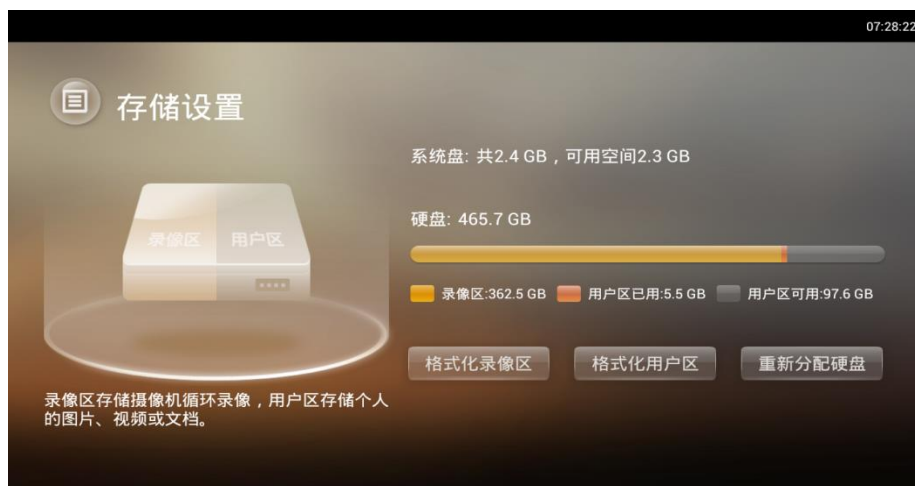 07:28:22
存储设置
系统盘: 共2.4 GB，可用空间2.3 GB
硬盘: 465.7 GB
录像区 用户区
录像区:362.5 GB 用户区已用:5.5 GB 用户区可用:97.6 GB
格式化录像区 格式化用户区 重新分配硬盘
录像区存储摄像机循环录像，用户区存储个人
的图片、视频或文档。